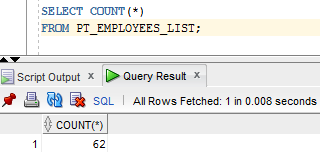 SELECT COUNT(*)
FROM PT_EMPLOYEES_LIST;
Script Output x Query Result x
SQL | All Rows Fetched: 1 in 0.008 seconds
COUNT(*)
1 62